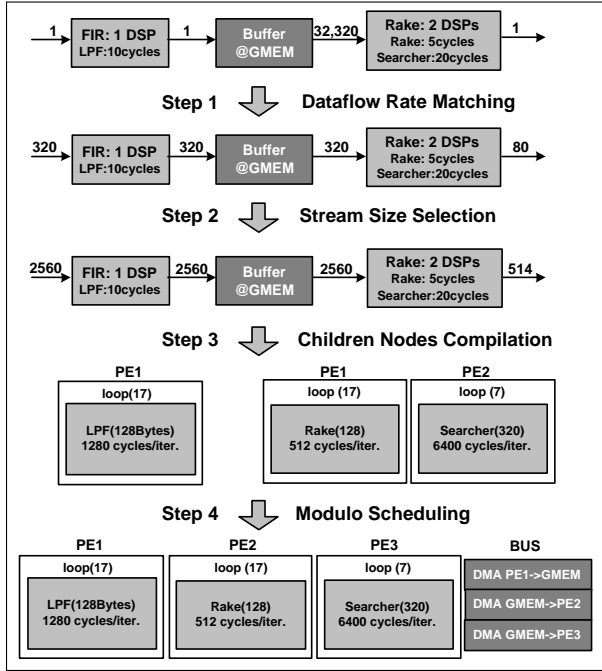 1
FIR: 1 DSP
LPF:10cycles
1
Buffer
@GMEM
32,320
Rake: 2 DSPs
Rake: 5cycles
Searcher:20cycles
1
Step 1
Dataflow Rate Matching
320
FIR: 1 DSP
LPF:10cycles
320
Buffer
@GMEM
320
Rake: 2 DSPs
Rake: 5cycles
Searcher:20cycles
80
Step 2
Stream Size Selection
2560
FIR: 1 DSP
LPF:10cycles
2560
Buffer
@GMEM
2560
Rake: 2 DSPs
Rake: 5cycles
Searcher:20cycles
514
Step 3
Children Nodes Compilation
PE1
loop(17)
LPF(128Bytes)
1280 cycles/iter.
PE1
loop (17)
Rake(128)
512 cycles/iter.
PE2
loop (7)
Searcher(320)
6400 cycles/iter.
Step 4
Modulo Scheduling
PE1
loop(17)
LPF(128Bytes)
1280 cycles/iter.
PE2
loop (17)
Rake(128)
512 cycles/iter.
PE3
loop (7)
Searcher(320)
6400 cycles/iter.
BUS
DMA PE1->GMEM
DMA GMEM->PE2
DMA GMEM->PE3